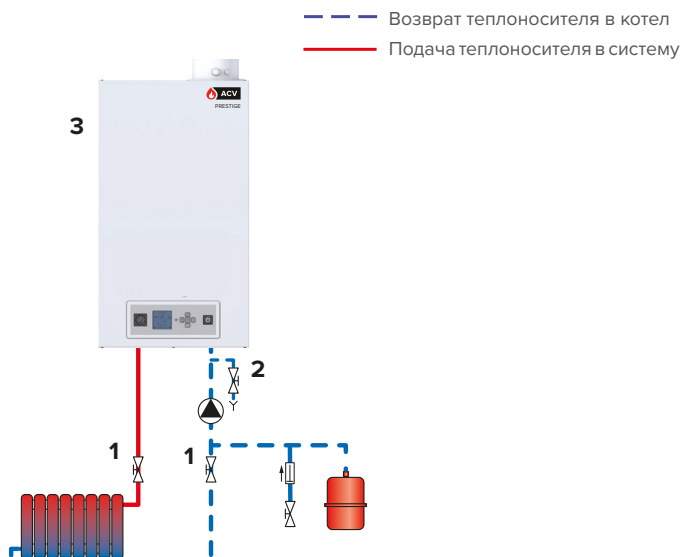 Возврат теплоносителя в котел
Подача теплоносителя в систему
ACV
PRESTIGE
3
2
1
1